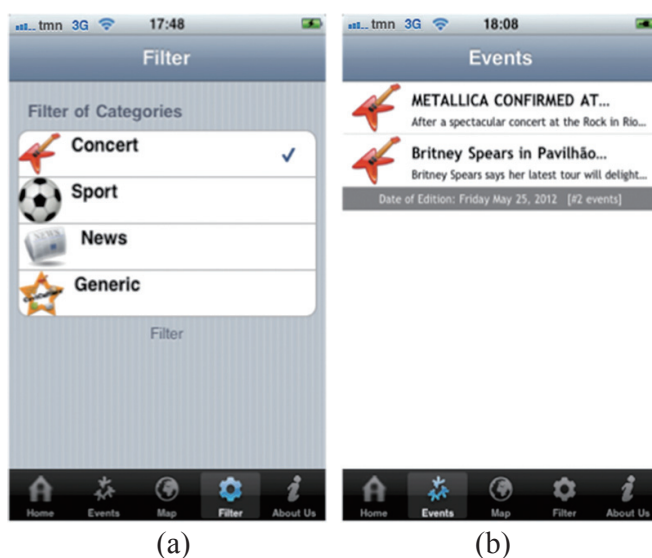 tmn 3G 17:48
Filter
Filter of Categories
Concert
Sport
News
Generic
Filter
Home Events Map Filter About Us
(a)
tmn 3G 18:08
Events
METALLICA CONFIRMED AT...
After a spectacular concert at the Rock in Rio...
Britney Spears in Pavilhão...
Britney Spears says her latest tour will delight...
Date of Edition: Friday May 25, 2012 [#2 events]
Home Events Map Filter About Us
(b)